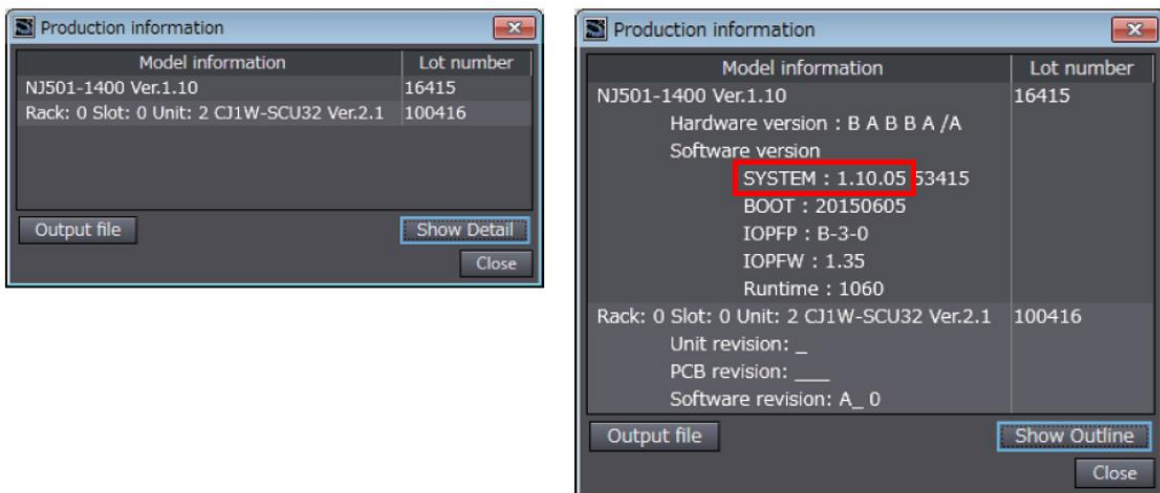 Production information
Model information Lot number
NJ501-1400 Ver.1.10 16415
Rack: 0 Slot: 0 Unit: 2 CJ1W-SCU32 Ver.2.1 100416
Output file Show Detail
Close
Production information
Model information Lot number
NJ501-1400 Ver.1.10 16415
Hardware version : B A B B A /A
Software version
SYSTEM : 1.10.05 53415
BOOT : 20150605
IOPFP : B-3-0
IOPFW : 1.35
Runtime : 1060
Rack: 0 Slot: 0 Unit: 2 CJ1W-SCU32 Ver.2.1 100416
Unit revision: _
PCB revision: ___
Software revision: A_ 0
Output file Show Outline
Close